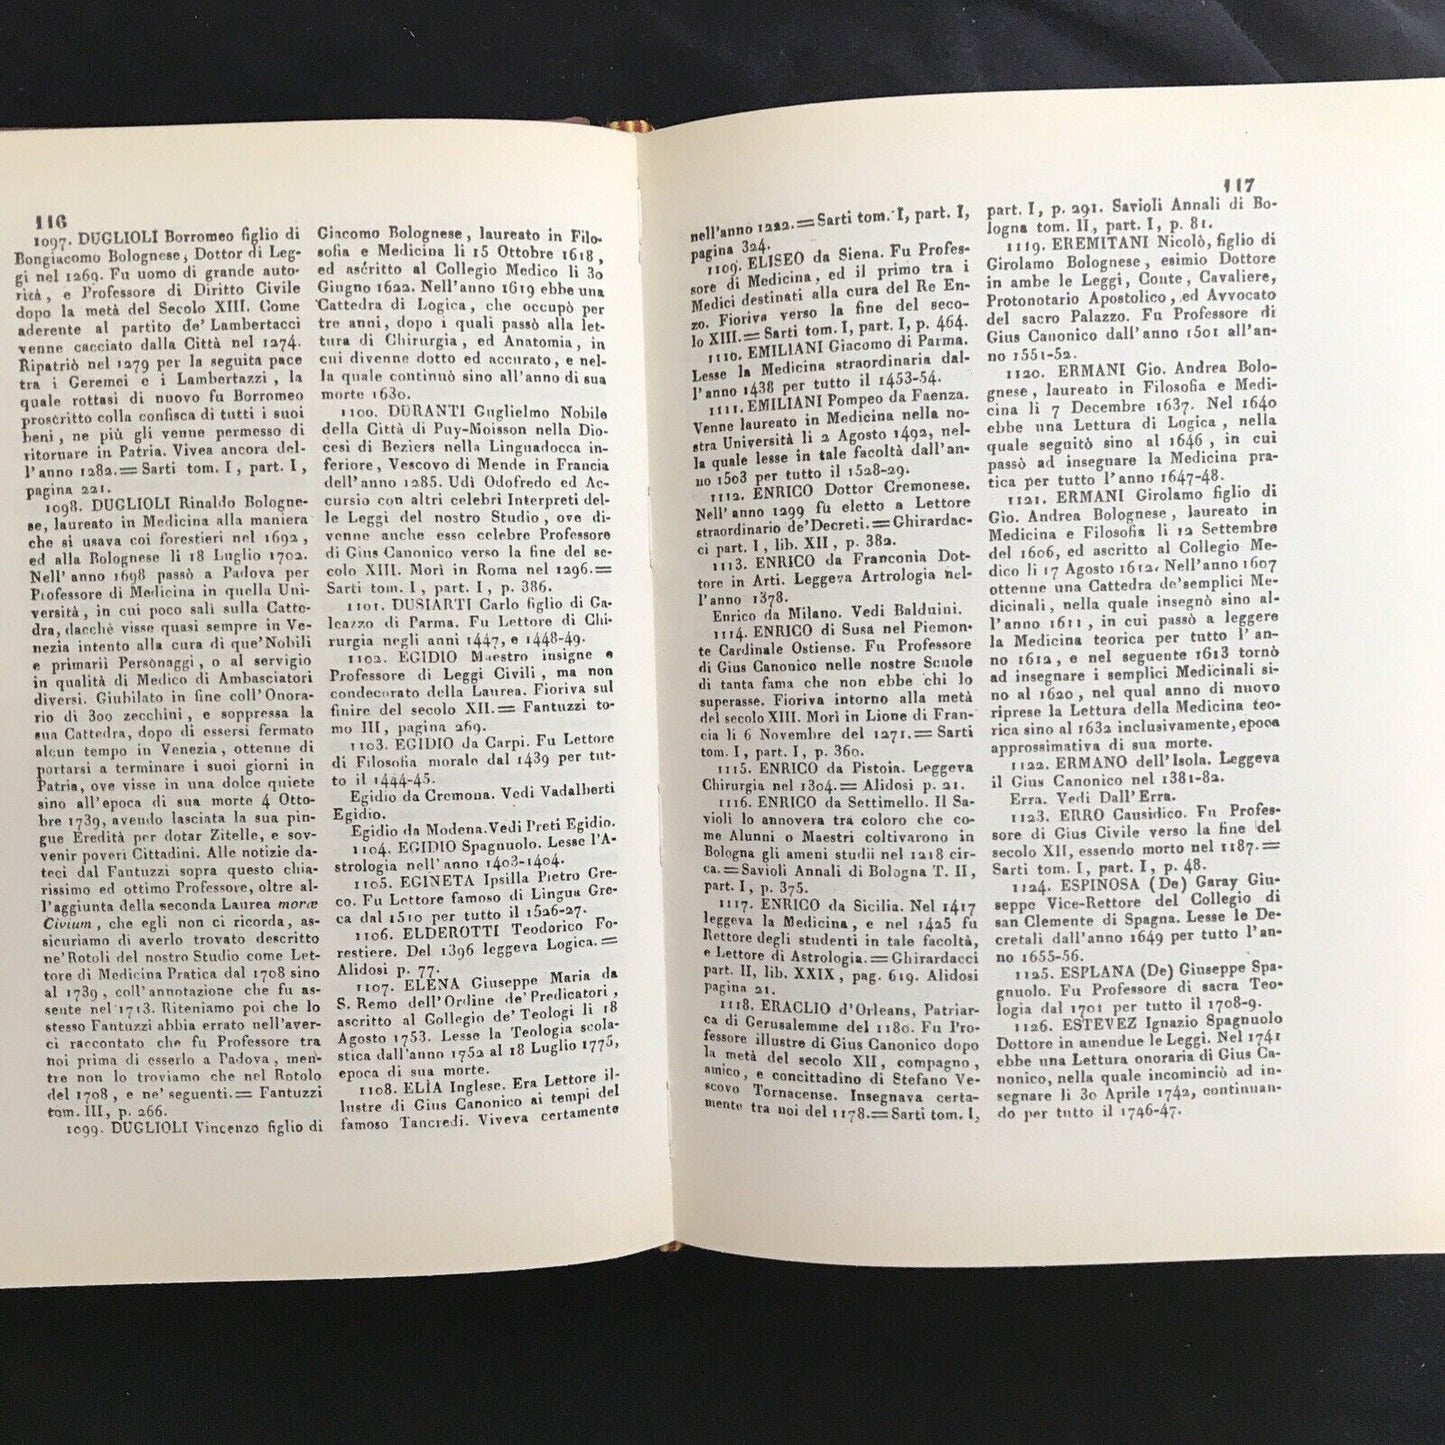 116
1097. DUGLIOLI Borromeo figlio di
Bongiacomo Bolognese, Dottor di Leg-
gi nel 1269. Fu uomo di grande auto-
rità, e Professore di Diritto Civile
dopo la metà del Secolo XIII. Come
aderente al partito de' Lambertacci
venne cacciato dalla Città nel 1274.
Ripatriò nel 1279 per la seguita pace
tra i Geremei e i Lambertazzi, la
quale rottasi di nuovo fu Borromeo
proscritto colla confisca di tutti i suoi
beni, ne più gli venne permesso di
ritornare in Patria. Vivea ancora del-
l'anno 1282.=Sarti tom. I, part. I,
pagina 221.
1098. DUGLIOLI Rinaldo Bologne-
se, laureato in Medicina alla maniera
che si usava coi forestieri nel 1692,
ed alla Bolognese li 18 Luglio 1702.
Nell' anno 1698 passò a Padova per
Professore di Medicina in quella Uni-
versità, in cui poco salì sulla Catte-
dra, dacchè visse quasi sempre in Ve-
nezia intento alla cura di que'Nobili
e primarii Personaggi, o al servigio
in qualità di Medico di Ambasciatori
diversi. Giubilato in fine coll'Onora-
rio di 300 zecchini, e soppressa la
sua Cattedra, dopo di essersi fermato
alcun tempo in Venezia, ottenne di
portarsi a terminare i suoi giorni in
Patria, ove visse in una dolce quiete
sino all'epoca di sua morte 4 Otto-
bre 1739, avendo lasciata la sua pin-
gue Eredità per dotar Zitelle, e sov-
venir poveri Cittadini. Alle notizie da-
teci dal Fantuzzi sopra questo chia-
rissimo ed ottimo Professore, oltre al-
l'aggiunta della seconda Laurea moræ
Civium, che egli non ci ricorda, as-
sicuriamo di averlo trovato descritto
ne'Rotoli del nostro Studio come Let-
tore di Medicina Pratica dal 1708 sino
al 1739, coll'annotazione che fu as-
sente nel 1713. Riteniamo poi che lo
stesso Fantuzzi abbia errato nell'aver-
ci raccontato che fu Professore tra
noi prima di esserlo a Padova, men-
tre non lo troviamo che nel Rotolo
del 1708, e ne' seguenti.= Fantuzzi
tom. III, p. 266.
1099. DUGLIOLI Vincenzo figlio di
Giacomo Bolognese, laureato in Filo-
sofia e Medicina li 15 Ottobre 1618,
ed ascritto al Collegio Medico li 30
Giugno 1622. Nell'anno 1619 ebbe una
Cattedra di Logica, che occupò per
tre anni, dopo i quali passò alla let-
tura di Chirurgia, ed Anatomia, in
cui divenne dotto ed accurato, e nel-
la quale continuò sino all'anno di sua
morte 1630.
1100. DURANTI Guglielmo Nobile
della Città di Puy-Moisson nella Dio-
cesi di Beziers nella Linguadocca in-
feriore, Vescovo di Mende in Francia
dell'anno 1285. Udì Odofredo ed Ac-
cursio con altri celebri Interpreti del-
le Leggi del nostro Studio, ove di-
venne anche esso celebre Professore
di Gius Canonico verso la fine del se-
colo XIII. Morì in Roma nel 1296.=
Sarti tom. I, part. I, p. 386.
1101. DUSIARTI Carlo figlio di Ga-
lcazzo di Parma. Fu Lettore di Chi-
rurgia negli anni 1447, e 1448-49.
1102. EGIDIO Maestro insigne e
Professore di Leggi Civili, ma non
condecorato della Laurea. Fioriva sul
finire del secolo XII.= Fantuzzi to-
mo III, pagina 269.
1103. EGIDIO da Carpi. Fu Lettore
di Filosofia morale dal 1439 per tut-
to il 1444-45.
Egidio da Cremona. Vedi Vadalberti
Egidio.
Egidio da Modena. Vedi Preti Egidio.
1104. EGIDIO Spagnuolo. Lesse l'A-
strologia nell'anno 1403-1404.
1105. EGINETA Ipsilla Pietro Gre-
co. Fu Lettore famoso di Lingua Gre-
ca dal 1510 per tutto il 1526-27.
1106. ELDEROTTI Teodorico Fo-
restiere. Del 1396 leggeva Logica.=
Alidosi p. 77.
1107. ELENA Giuseppe Maria da
S. Remo dell'Ordine de'Predicatori,
ascritto al Collegio de'Teologi li 18
Agosto 1753. Lesse la Teologia scola-
stica dall'anno 1752 al 18 Luglio 1775,
epoca di sua morte.
1108. ELÌA Inglese. Era Lettore il-
lustre di Gius Canonico ai tempi del
famoso Tancredi. Viveva certamente
117
nell'anno 1222.=Sarti tom. I, part. I,
pagina 324.
1109. ELISEO da Siena. Fu Profes-
sore di Medicina, ed il primo tra i
Medici destinati alla cura del Re En-
zo. Fioriva verso la fine del seco-
lo XIII.=Sarti tom. I, part. I, p. 464.
1110. EMILIANI Giacomo di Parma.
Lesse la Medicina straordinaria dal-
l'anno 1438 per tutto il 1453-54.
1111. EMILIANI Pompeo da Faenza.
Venne laureato in Medicina nella no-
stra Università li 2 Agosto 1492, nel-
la quale lesse in tale facoltà dall'an-
no 1503 per tutto il 1528-29.
1112. ENRICO Dottor Cremonese.
Nell'anno 1299 fù eletto a Lettore
straordinario de'Decreti.=Ghirardac-
ci part. I, lib. XII, p. 382.
1113. ENRICO da Franconia Dot-
tore in Arti. Leggeva Artrologia nel-
l'anno 1378.
Enrico da Milano. Vedi Balduini.
1114. ENRICO di Susa nel Piemon-
te Cardinale Ostiense. Fu Professore
di Gius Canonico nelle nostre Scuole
di tanta fama che non ebbe chi lo
superasse. Fioriva intorno alla metà
del secolo XIII. Morì in Lione di Fran-
cia li 6 Novembre del 1271.=Sarti
tom. I, part. I, p. 360.
1115. ENRICO da Pistoia. Leggeva
Chirurgia nel 1304.= Alidosi p. 21.
1116. ENRICO da Settimello. Il Sa-
violi lo annovera tra coloro che co-
me Alunni o Maestri coltivarono in
Bologna gli ameni studii nel 1218 cir-
ca.=Savioli Annali di Bologna T. II,
part. I, p. 375.
1117. ENRICO da Sicilia. Nel 1417
leggeva la Medicina, e nel 1425 fu
Rettore degli studenti in tale facoltà,
e Lettore di Astrologia.=Ghirardacci
part. II, lib. XXIX, pag. 619. Alidosi
pagina 21.
1118. ERACLIO d'Orleans, Patriar-
ca di Gerusalemme del 1180. Fu Pro-
fessore illustre di Gius Canonico dopo
la metà del secolo XII, compagno,
amico, e concittadino di Stefano Ve-
scovo Tornacense. Insegnava certa-
mente tra noi del 1178.=Sarti tom. I,
part. I, p. 291. Savioli Annali di Bo-
logna tom. II, part. I, p. 81.
1119. EREMITANI Nicolò, figlio di
Girolamo Bolognese, esimio Dottore
in ambe le Leggi, Conte, Cavaliere,
Protonotario Apostolico, ed Avvocato
del sacro Palazzo. Fu Professore di
Gius Canonico dall'anno 1501 all'an-
no 1551-52.
1120. ERMANI Gio. Andrea Bolo-
gnese, laureato in Filosofia e Medi-
cina li 7 Decembre 1637. Nel 1640
ebbe una Lettura di Logica, nella
quale seguitò sino al 1646, in cui
passò ad insegnare la Medicina pra-
tica per tutto l'anno 1647-48.
1121. ERMANI Girolamo figlio di
Gio. Andrea Bolognese, laureato in
Medicina e Filosofia li 12 Settembre
del 1606, ed ascritto al Collegio Me-
dico li 17 Agosto 1612. Nell'anno 1607
ottenne una Cattedra de'semplici Me-
dicinali, nella quale insegnò sino al-
l'anno 1611, in cui passò a leggere
la Medicina teorica per tutto l'an-
no 1612, e nel seguente 1613 tornò
ad insegnare i semplici Medicinali si-
no al 1620, nel qual anno di nuovo
riprese la Lettura della Medicina teo-
rica sino al 1632 inclusivamente, epoca
approssimativa di sua morte.
1122. ERMANO dell'Isola. Leggeva
il Gius Canonico nel 1381-82.
Erra. Vedi Dall'Erra.
1123. ERRO Causidico. Fu Profes-
sore di Gius Civile verso la fine del
secolo XII, essendo morto nel 1187.=
Sarti tom. I, part. I, p. 48.
1124. ESPINOSA (De) Garay Giu-
seppe Vice-Rettore del Collegio di
san Clemente di Spagna. Lesse le De-
cretali dall'anno 1649 per tutto l'an-
no 1655-56.
1125. ESPLANA (De) Giuseppe Spa-
gnuolo. Fu Professore di sacra Teo-
logia dal 1701 per tutto il 1708-9.
1126. ESTEVEZ Ignazio Spagnuolo
Dottore in amendue le Leggi. Nel 1741
ebbe una Lettura onoraria di Gius Ca-
nonico, nella quale incominciò ad in-
segnare li 30 Aprile 1742, continuan-
do per tutto il 1746-47.